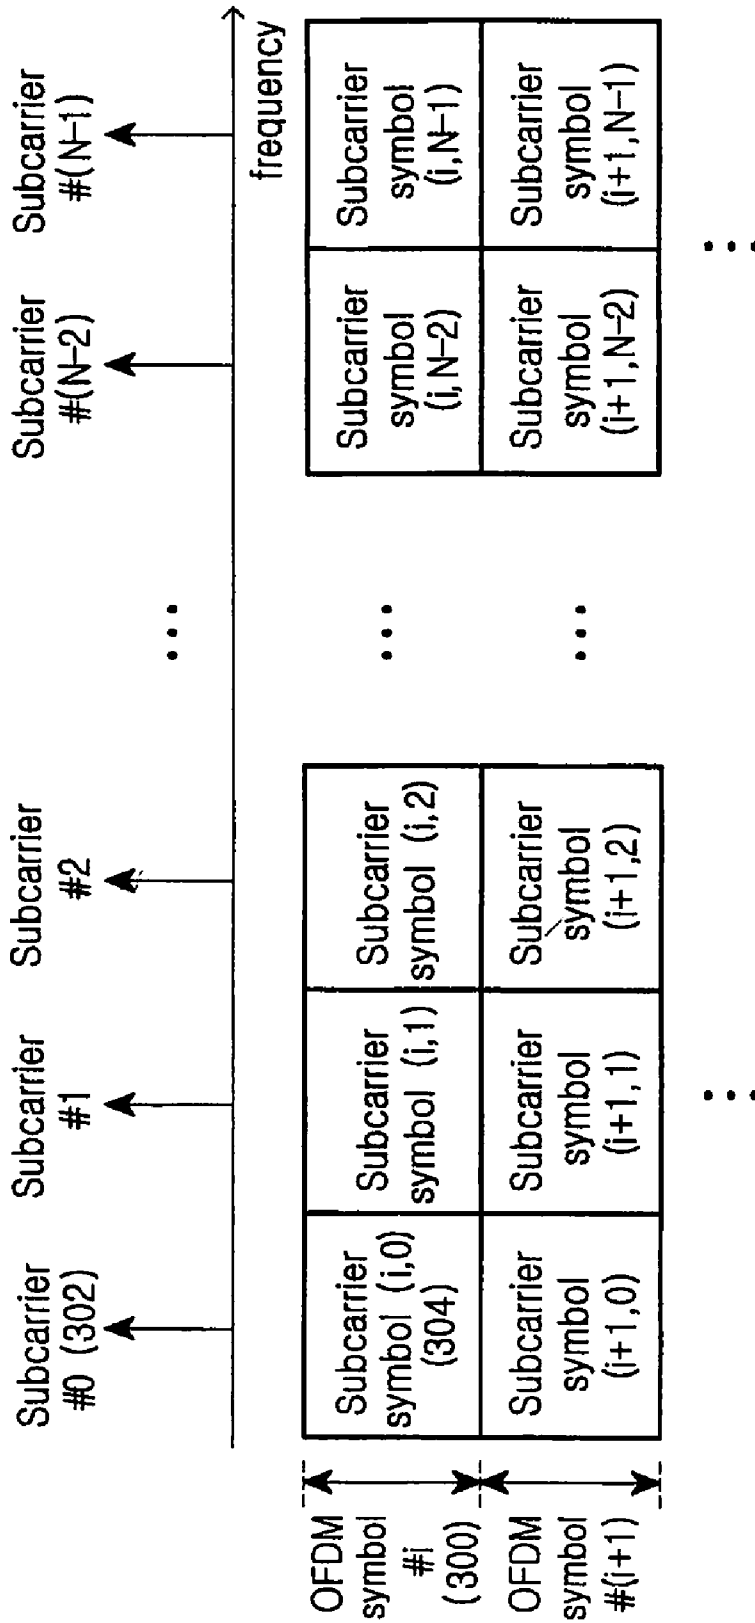 Subcarrier
#0 (302)
Subcarrier
#1
Subcarrier
#2
...
Subcarrier
#(N-2)
Subcarrier
#(N-1)
frequency
OFDM
symbol
#i
(300)
Subcarrier
symbol (i,0)
(304)
Subcarrier
symbol (i,1)
Subcarrier
symbol (i,2)
...
Subcarrier
symbol
(i,N-2)
Subcarrier
symbol
(i,N-1)
OFDM
symbol
#(i+1)
Subcarrier
symbol
(i+1,0)
Subcarrier
symbol
(i+1,1)
Subcarrier
symbol
(i+1,2)
...
Subcarrier
symbol
(i+1,N-2)
Subcarrier
symbol
(i+1,N-1)
...
...